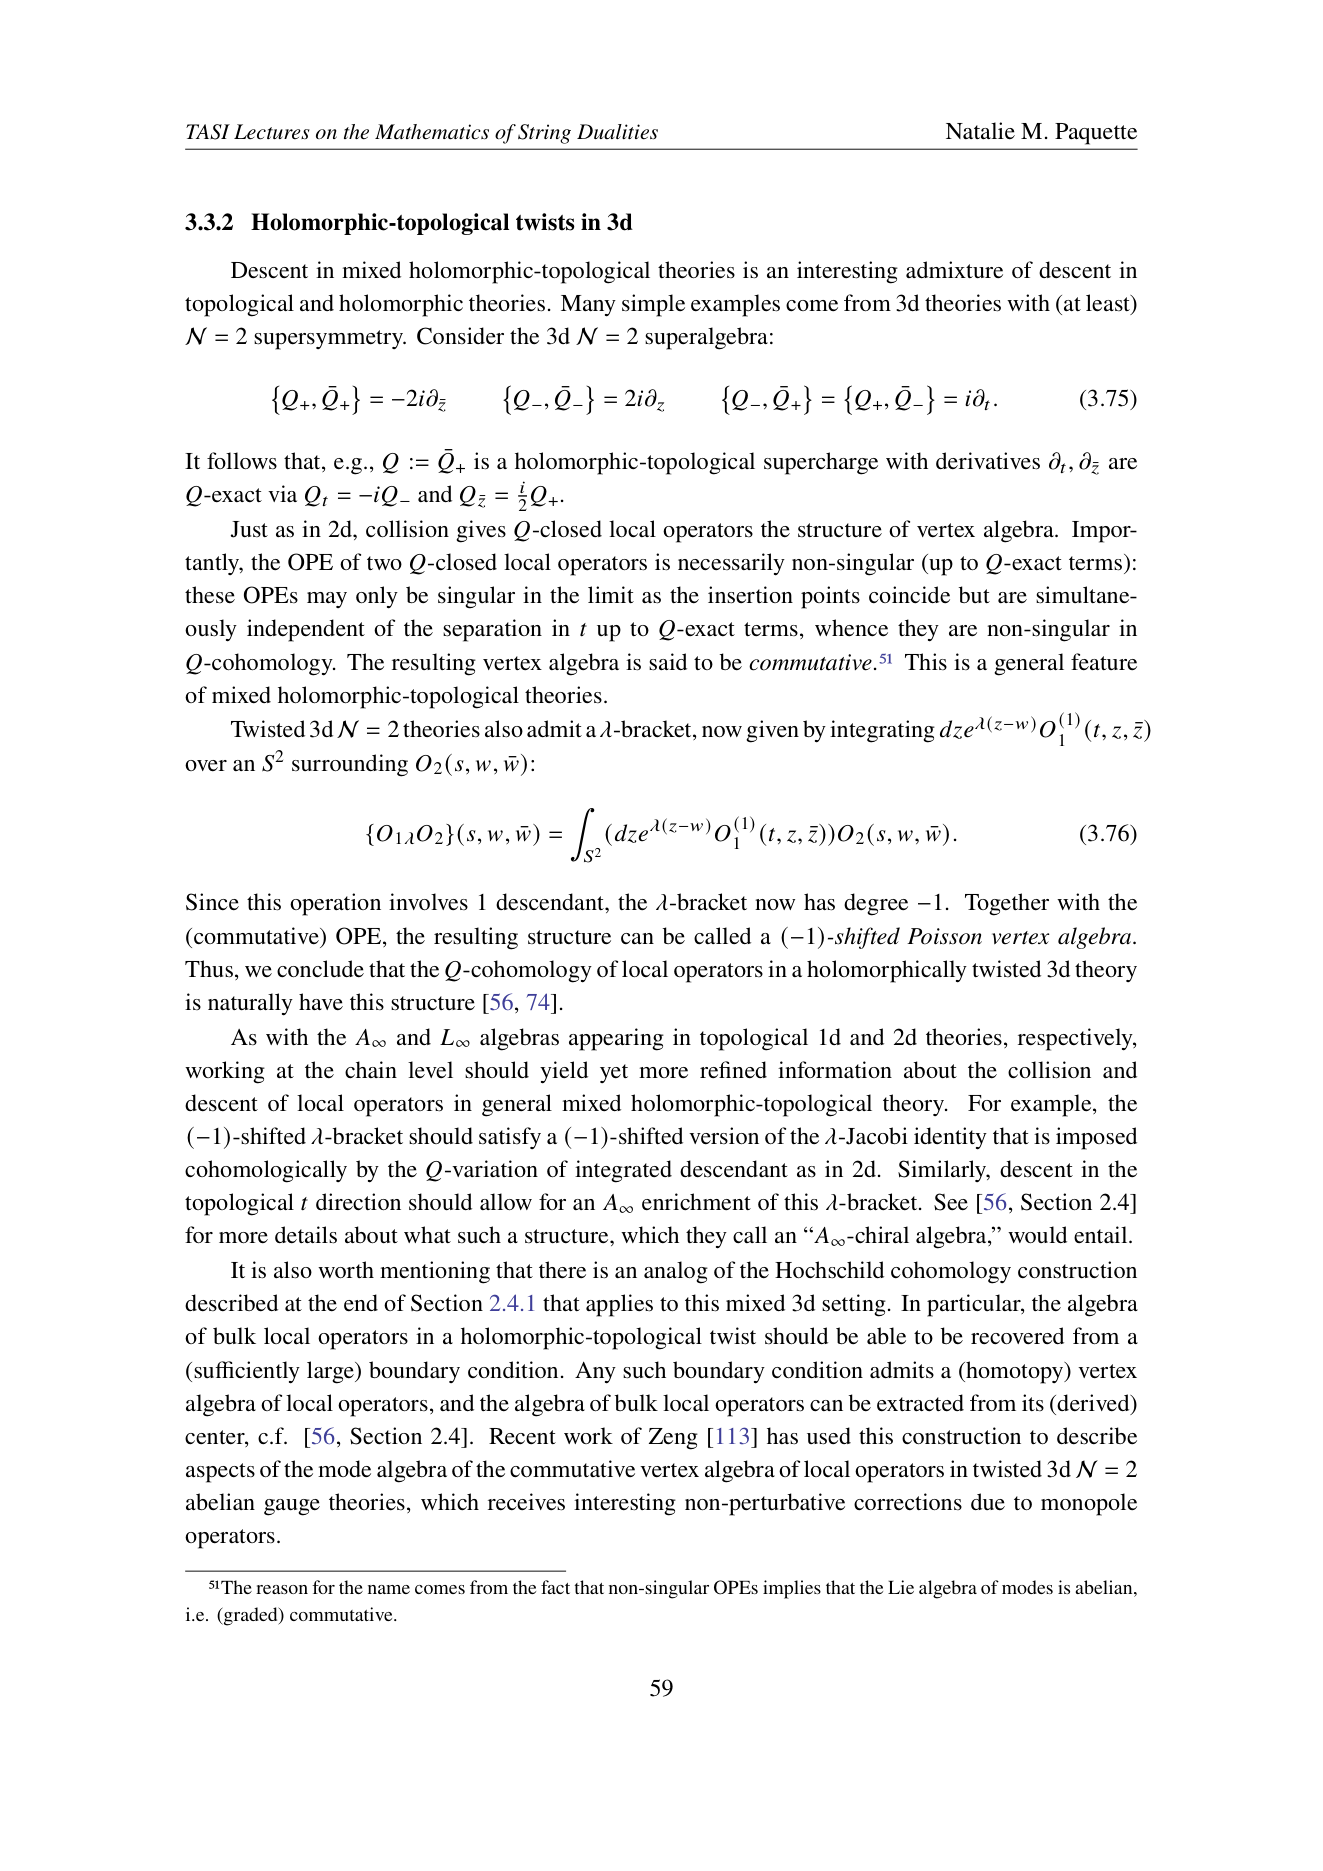 TASI Lectures on the Mathematics of String Dualities Natalie M. Paquette
3.3.2 Holomorphic-topological twists in 3d
Descent in mixed holomorphic-topological theories is an interesting admixture of descent in
topological and holomorphic theories. Many simple examples come from 3d theories with (at least)
𝒩 = 2 supersymmetry. Consider the 3d 𝒩 = 2 superalgebra:
{Q₊, Q̄₊} = −2i∂_z̄ {Q₋, Q̄₋} = 2i∂_z {Q₋, Q̄₊} = {Q₊, Q̄₋} = i∂_t. (3.75)
It follows that, e.g., Q := Q̄₊ is a holomorphic-topological supercharge with derivatives ∂_t, ∂_z̄ are
Q-exact via Q_t = −iQ₋ and Q_z̄ = i/2 Q₊.
Just as in 2d, collision gives Q-closed local operators the structure of vertex algebra. Impor-
tantly, the OPE of two Q-closed local operators is necessarily non-singular (up to Q-exact terms):
these OPEs may only be singular in the limit as the insertion points coincide but are simultane-
ously independent of the separation in t up to Q-exact terms, whence they are non-singular in
Q-cohomology. The resulting vertex algebra is said to be commutative.⁵¹ This is a general feature
of mixed holomorphic-topological theories.
Twisted 3d 𝒩 = 2 theories also admit a λ-bracket, now given by integrating dze^{λ(z−w)}O₁^{(1)}(t, z, z̄)
over an S² surrounding O₂(s, w, w̄):
{O₁_λO₂}(s, w, w̄) = ∫_{S²} (dze^{λ(z−w)}O₁^{(1)}(t, z, z̄))O₂(s, w, w̄). (3.76)
Since this operation involves 1 descendant, the λ-bracket now has degree −1. Together with the
(commutative) OPE, the resulting structure can be called a (−1)-shifted Poisson vertex algebra.
Thus, we conclude that the Q-cohomology of local operators in a holomorphically twisted 3d theory
is naturally have this structure [56, 74].
As with the A∞ and L∞ algebras appearing in topological 1d and 2d theories, respectively,
working at the chain level should yield yet more refined information about the collision and
descent of local operators in general mixed holomorphic-topological theory. For example, the
(−1)-shifted λ-bracket should satisfy a (−1)-shifted version of the λ-Jacobi identity that is imposed
cohomologically by the Q-variation of integrated descendant as in 2d. Similarly, descent in the
topological t direction should allow for an A∞ enrichment of this λ-bracket. See [56, Section 2.4]
for more details about what such a structure, which they call an “A∞-chiral algebra,” would entail.
It is also worth mentioning that there is an analog of the Hochschild cohomology construction
described at the end of Section 2.4.1 that applies to this mixed 3d setting. In particular, the algebra
of bulk local operators in a holomorphic-topological twist should be able to be recovered from a
(sufficiently large) boundary condition. Any such boundary condition admits a (homotopy) vertex
algebra of local operators, and the algebra of bulk local operators can be extracted from its (derived)
center, c.f. [56, Section 2.4]. Recent work of Zeng [113] has used this construction to describe
aspects of the mode algebra of the commutative vertex algebra of local operators in twisted 3d 𝒩 = 2
abelian gauge theories, which receives interesting non-perturbative corrections due to monopole
operators.
⁵¹The reason for the name comes from the fact that non-singular OPEs implies that the Lie algebra of modes is abelian,
i.e. (graded) commutative.
59